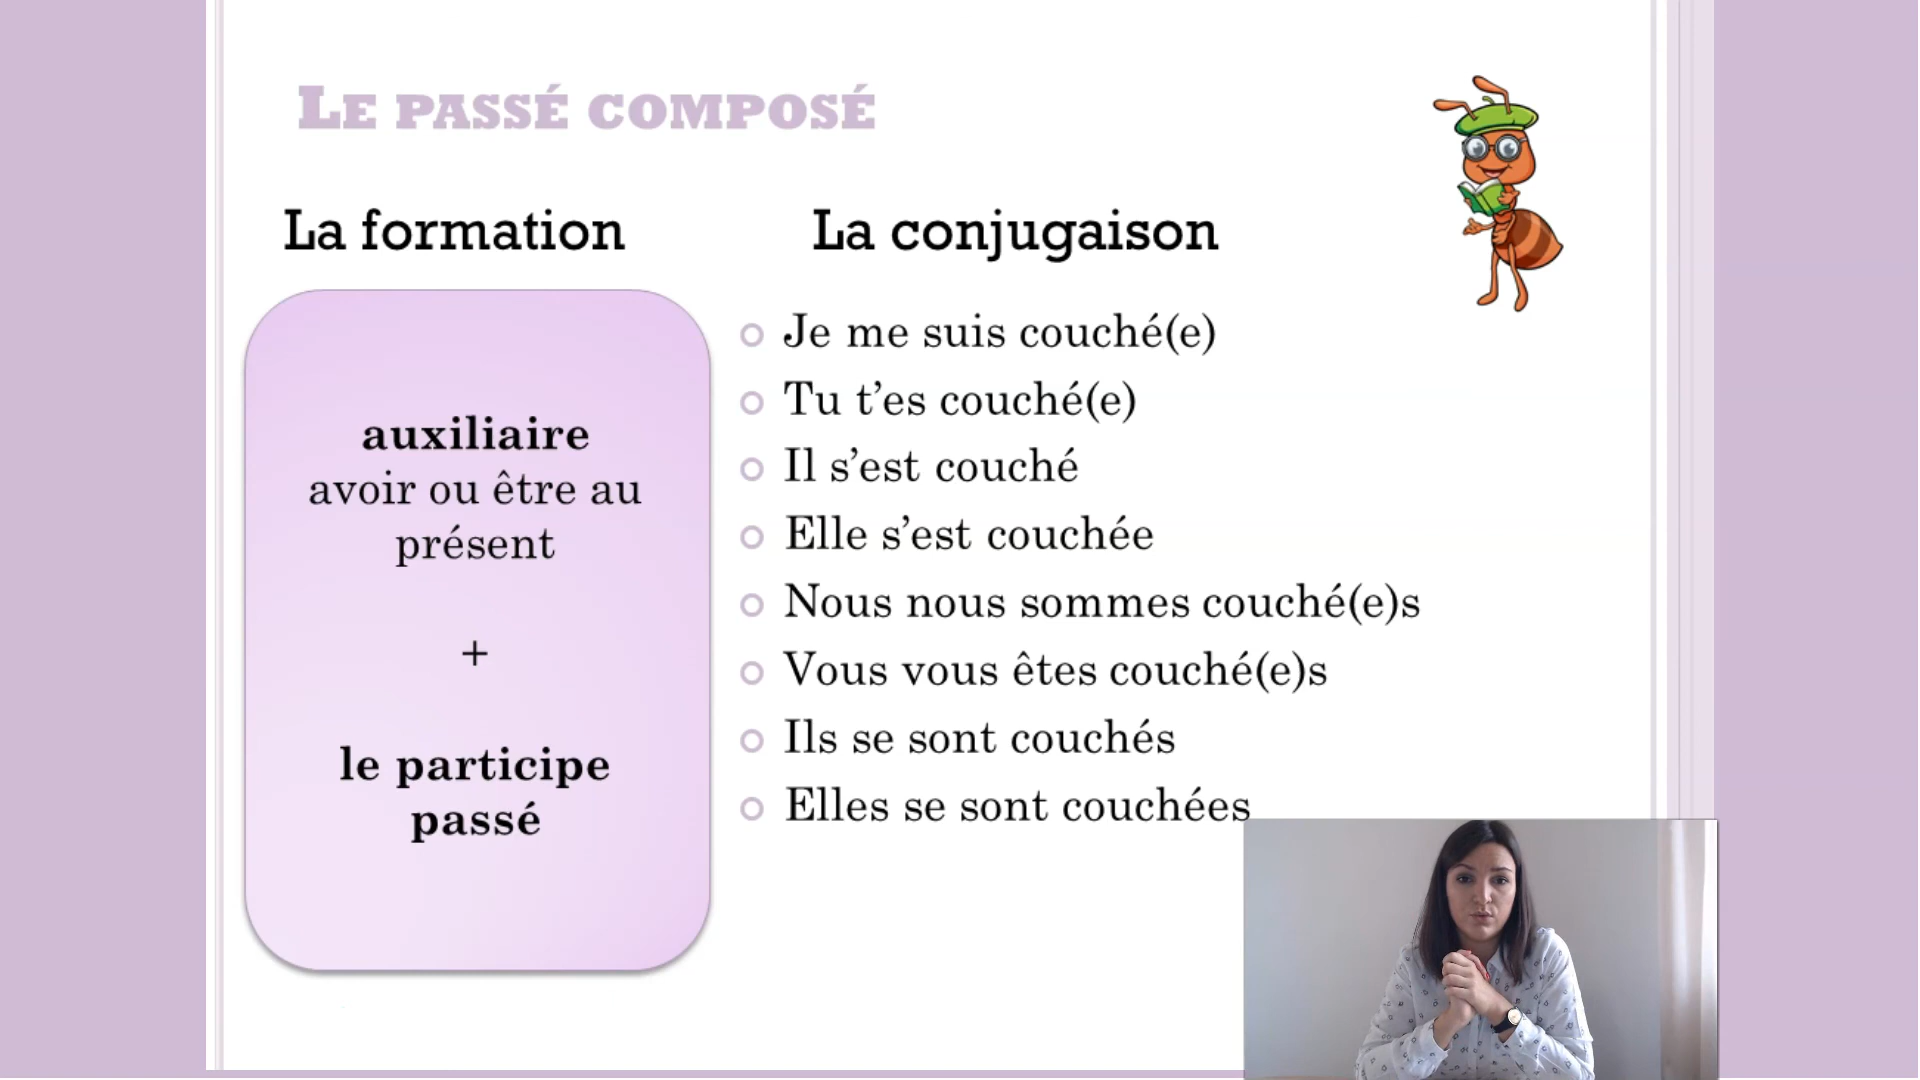 LE PASSÉ COMPOSÉ
La formation
auxiliaire
avoir ou être au
présent
+
le participe
passé
La conjugaison
Je me suis couché(e)
Tu t’es couché(e)
Il s’est couché
Elle s’est couchée
Nous nous sommes couché(e)s
Vous vous êtes couché(e)s
Ils se sont couchés
Elles se sont couchées